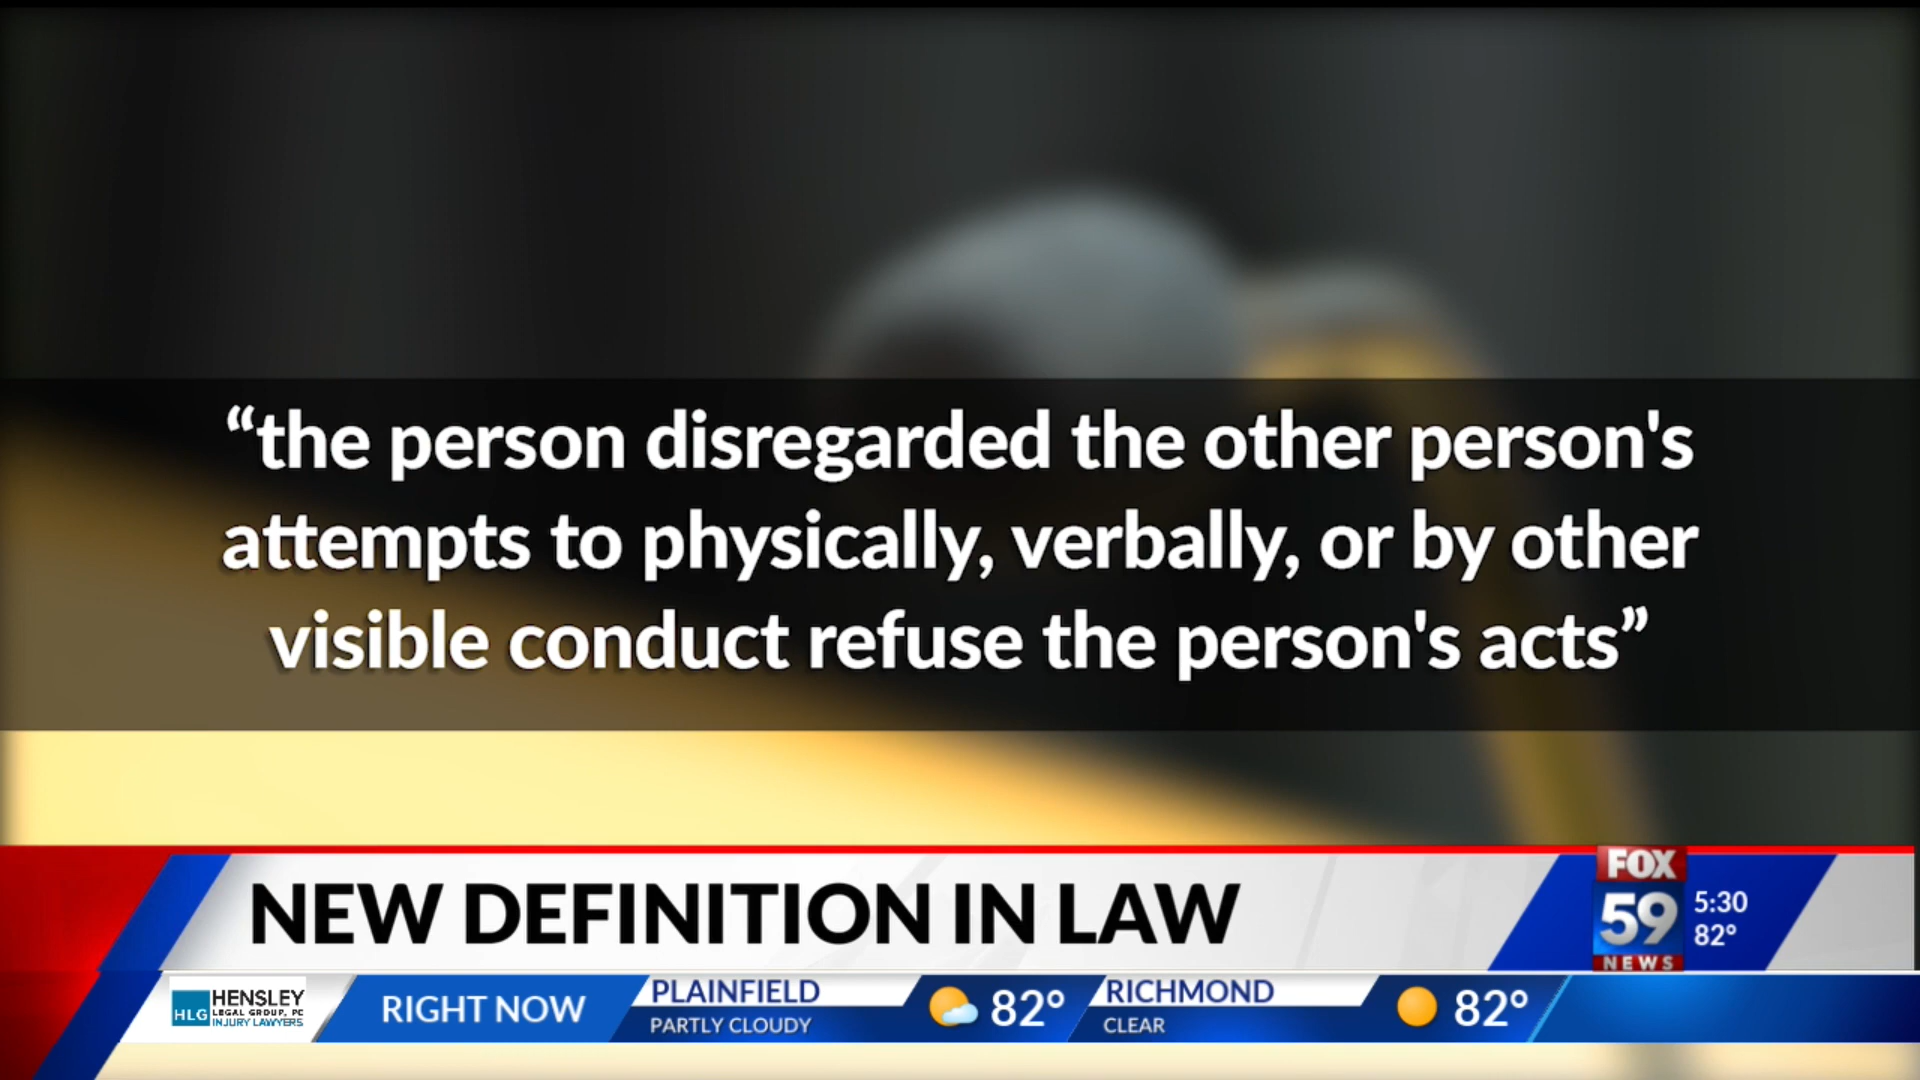 “the person disregarded the other person's
attempts to physically, verbally, or by other
visible conduct refuse the person's acts”
NEW DEFINITION IN LAW
FOX
59
NEWS
5:30
82°
HLG
HENSLEY
LEGAL GROUP, PC
INJURY LAWYERS
RIGHT NOW
PLAINFIELD
PARTLY CLOUDY
82°
RICHMOND
CLEAR
82°